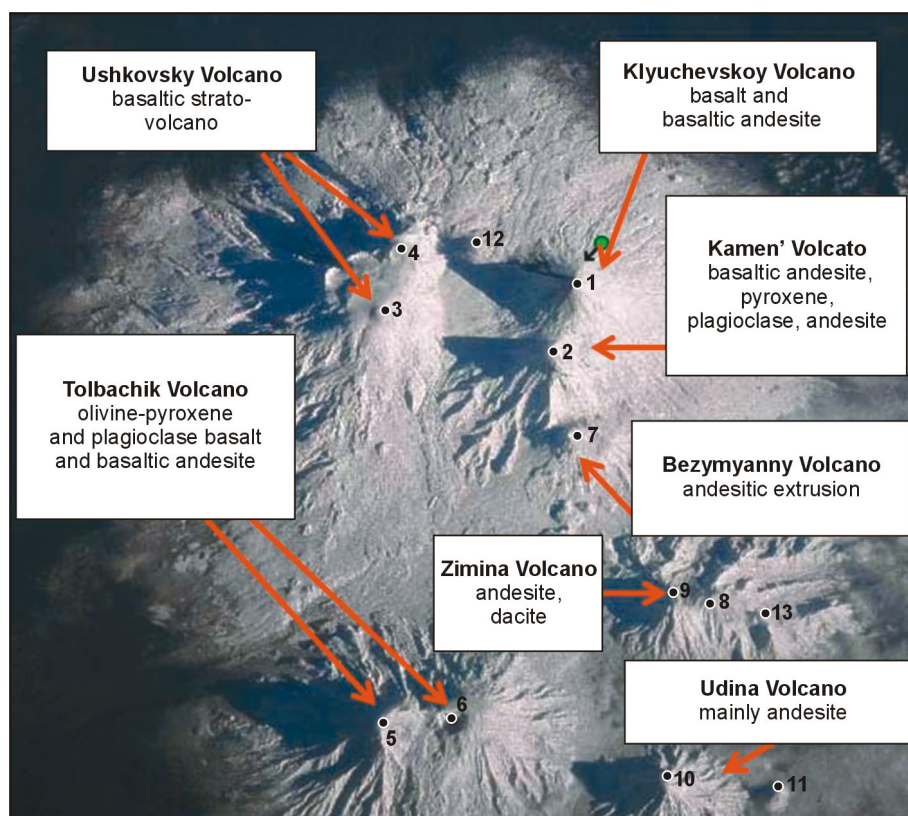 Ushkovsky Volcano
basaltic strato-
volcano
Klyuchevskoy Volcano
basalt and
basaltic andesite
12
4
1
3
Kamen' Volcato
basaltic andesite,
pyroxene,
plagioclase, andesite
2
Tolbachik Volcano
olivine-pyroxene
and plagioclase basalt
and basaltic andesite
7
Bezymyanny Volcano
andesitic extrusion
Zimina Volcano
andesite,
dacite
9
8
13
Udina Volcano
mainly andesite
6
5
10
11